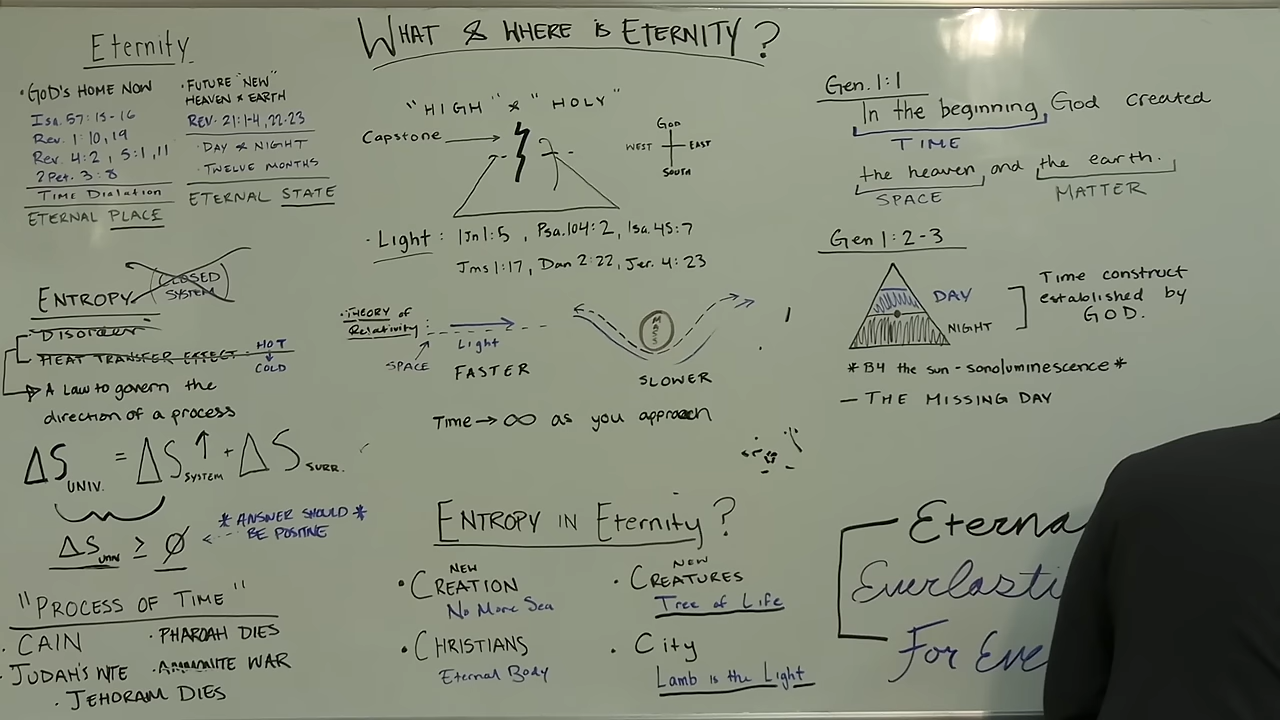 WHAT & WHERE IS ETERNITY?
Eternity
• GOD'S HOME NOW
Isa. 57:15-16
Rev. 1:10, 19
Rev. 4:2, 5:1, 11
2 Pet. 3:8
TIME Dialation
ETERNAL PLACE
• FUTURE "NEW"
HEAVEN & EARTH
REV. 21:1-4, 22-23
• DAY & NIGHT
• TWELVE MONTHS
ETERNAL STATE
ENTROPY
CLOSED
SYSTEM
• DISORDER
• HEAT TRANSFER EFFECT: HOT
COLD
A Law to govern the
direction of a process
ΔS UNIV. = ΔS SYSTEM ↑ + ΔS SURR.
ΔS UNIV ≥ Ø
* ANSWER SHOULD *
BE POSITIVE
"PROCESS OF TIME"
• CAIN
• JUDAH'S WIFE
• JEHORAM DIES
• PHAROAH DIES
WAR
"HIGH" & "HOLY"
Capstone
GOD
WEST EAST
SOUTH
• Light: 1Jn 1:5, Psa. 104:2, Isa. 45:7
Jms 1:17, Dan 2:22, Jer. 4:23
• THEORY of
Relativity:
SPACE
Light
FASTER
MASS
SLOWER
Time → ∞ as you approach
ENTROPY IN Eternity?
• NEW
CREATION
No More Sea
• CHRISTIANS
Eternal Body
• NEW
CREATURES
Tree of Life
• City
Lamb is the Light
Gen. 1:1
In the beginning, God created
TIME
the heaven, and the earth.
SPACE MATTER
Gen 1:2-3
DAY
NIGHT
Time construct
established by
GOD.
* B4 the sun - sonoluminescence *
— THE MISSING DAY
Eterna
Everlasti
For Eve